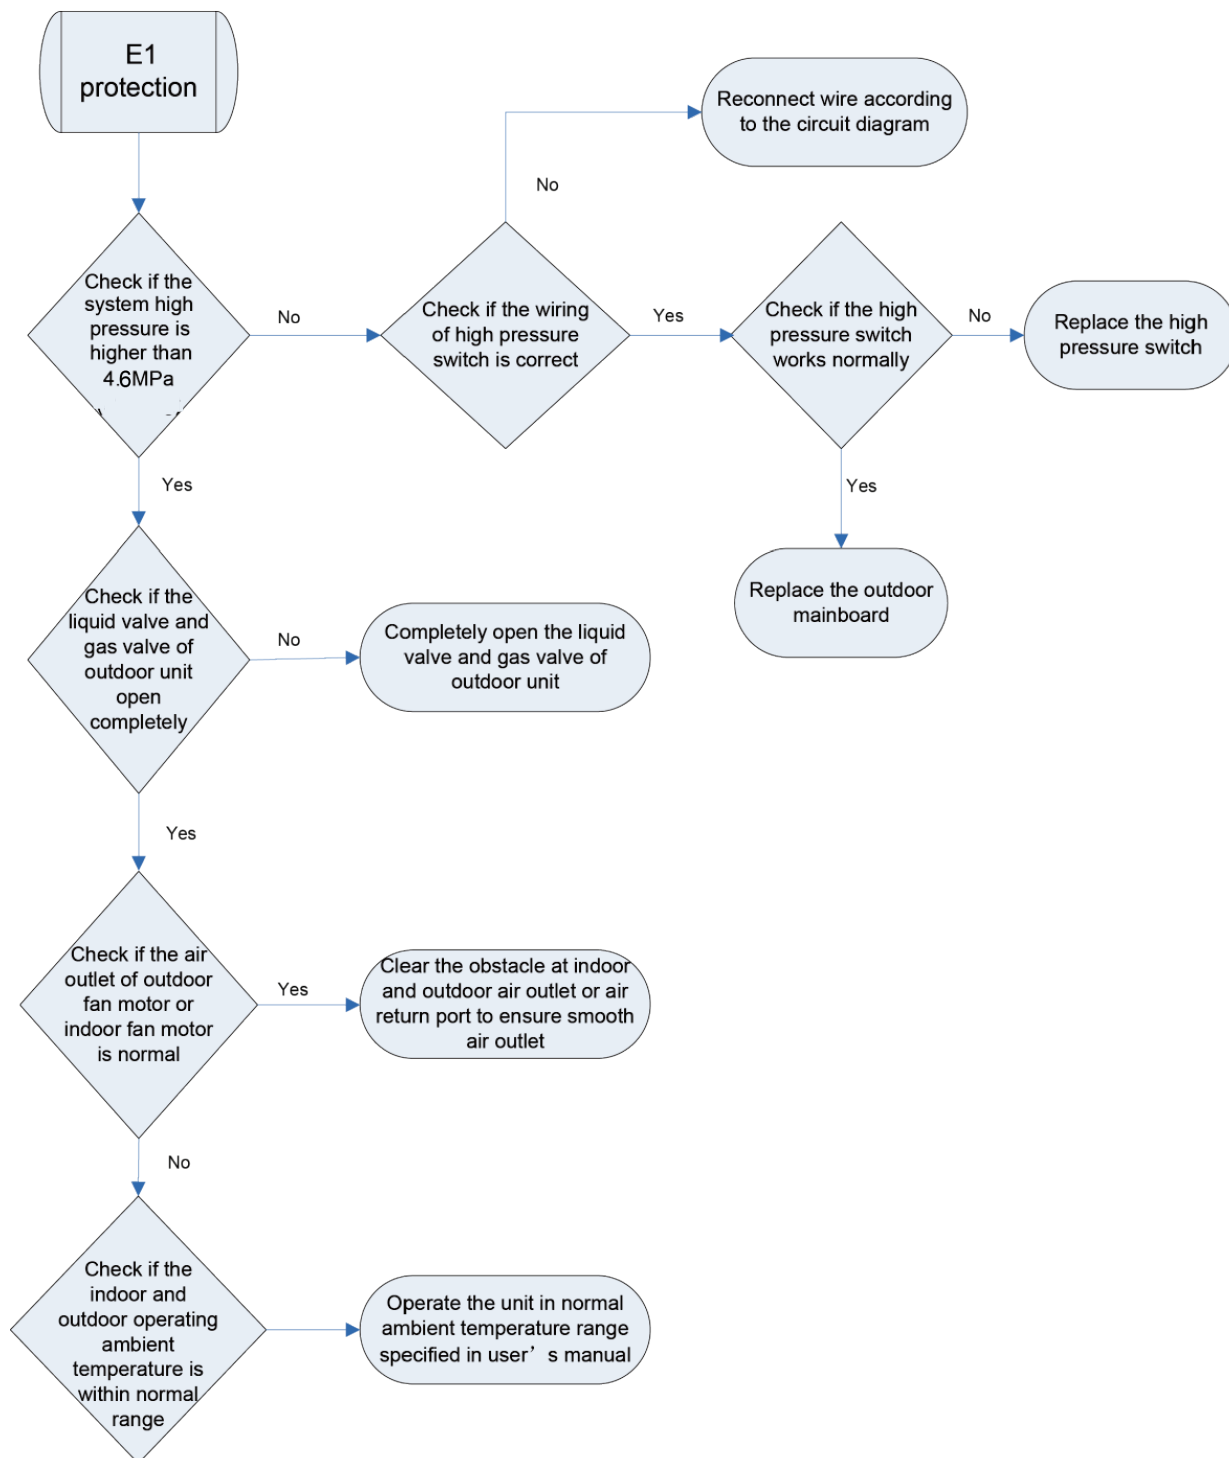 E1
protection
Reconnect wire according
to the circuit diagram
No
Check if the
system high
pressure is
higher than
4.6MPa
No
Check if the wiring
of high pressure
switch is correct
Yes
Check if the high
pressure switch
works normally
No
Replace the high
pressure switch
Yes
Yes
Replace the outdoor
mainboard
Check if the
liquid valve and
gas valve of
outdoor unit
open
completely
No
Completely open the liquid
valve and gas valve of
outdoor unit
Yes
Check if the air
outlet of outdoor
fan motor or
indoor fan motor
is normal
Yes
Clear the obstacle at indoor
and outdoor air outlet or air
return port to ensure smooth
air outlet
No
Check if the
indoor and
outdoor operating
ambient
temperature is
within normal
range
Operate the unit in normal
ambient temperature range
specified in user’s manual